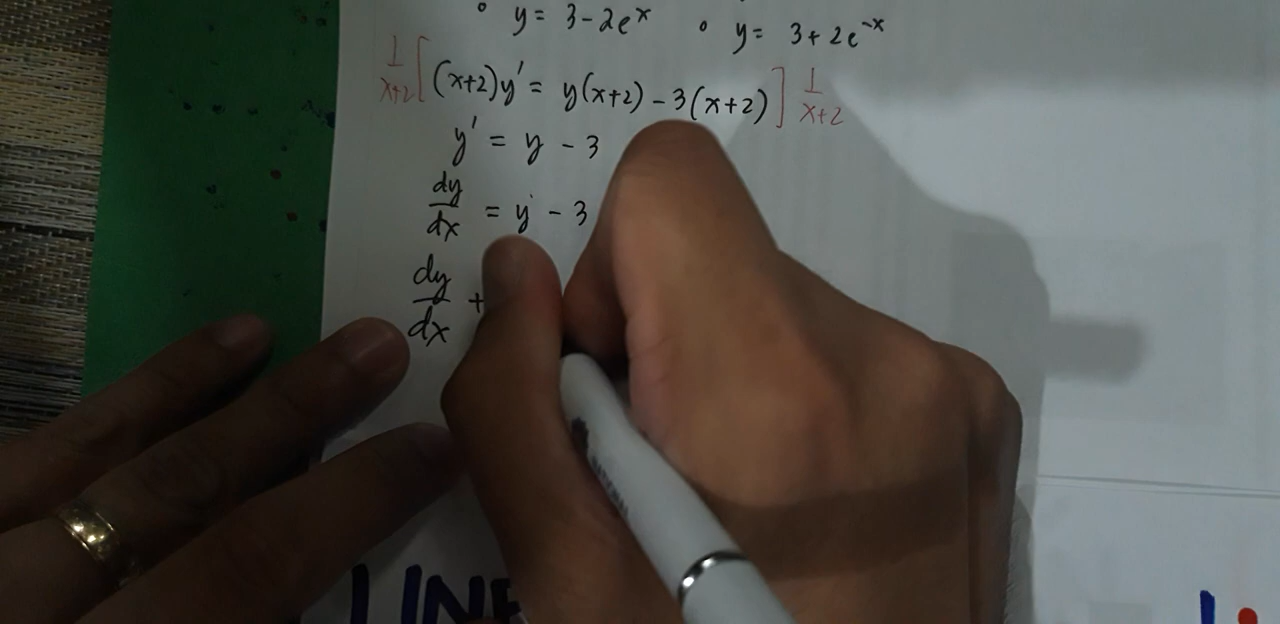 ° y = 3 - 2e^x ° y = 3 + 2e^-x
1/x+2 [ (x+2)y' = y(x+2) - 3(x+2) ] 1/x+2
y' = y - 3
dy/dx = y - 3
dy/dx +